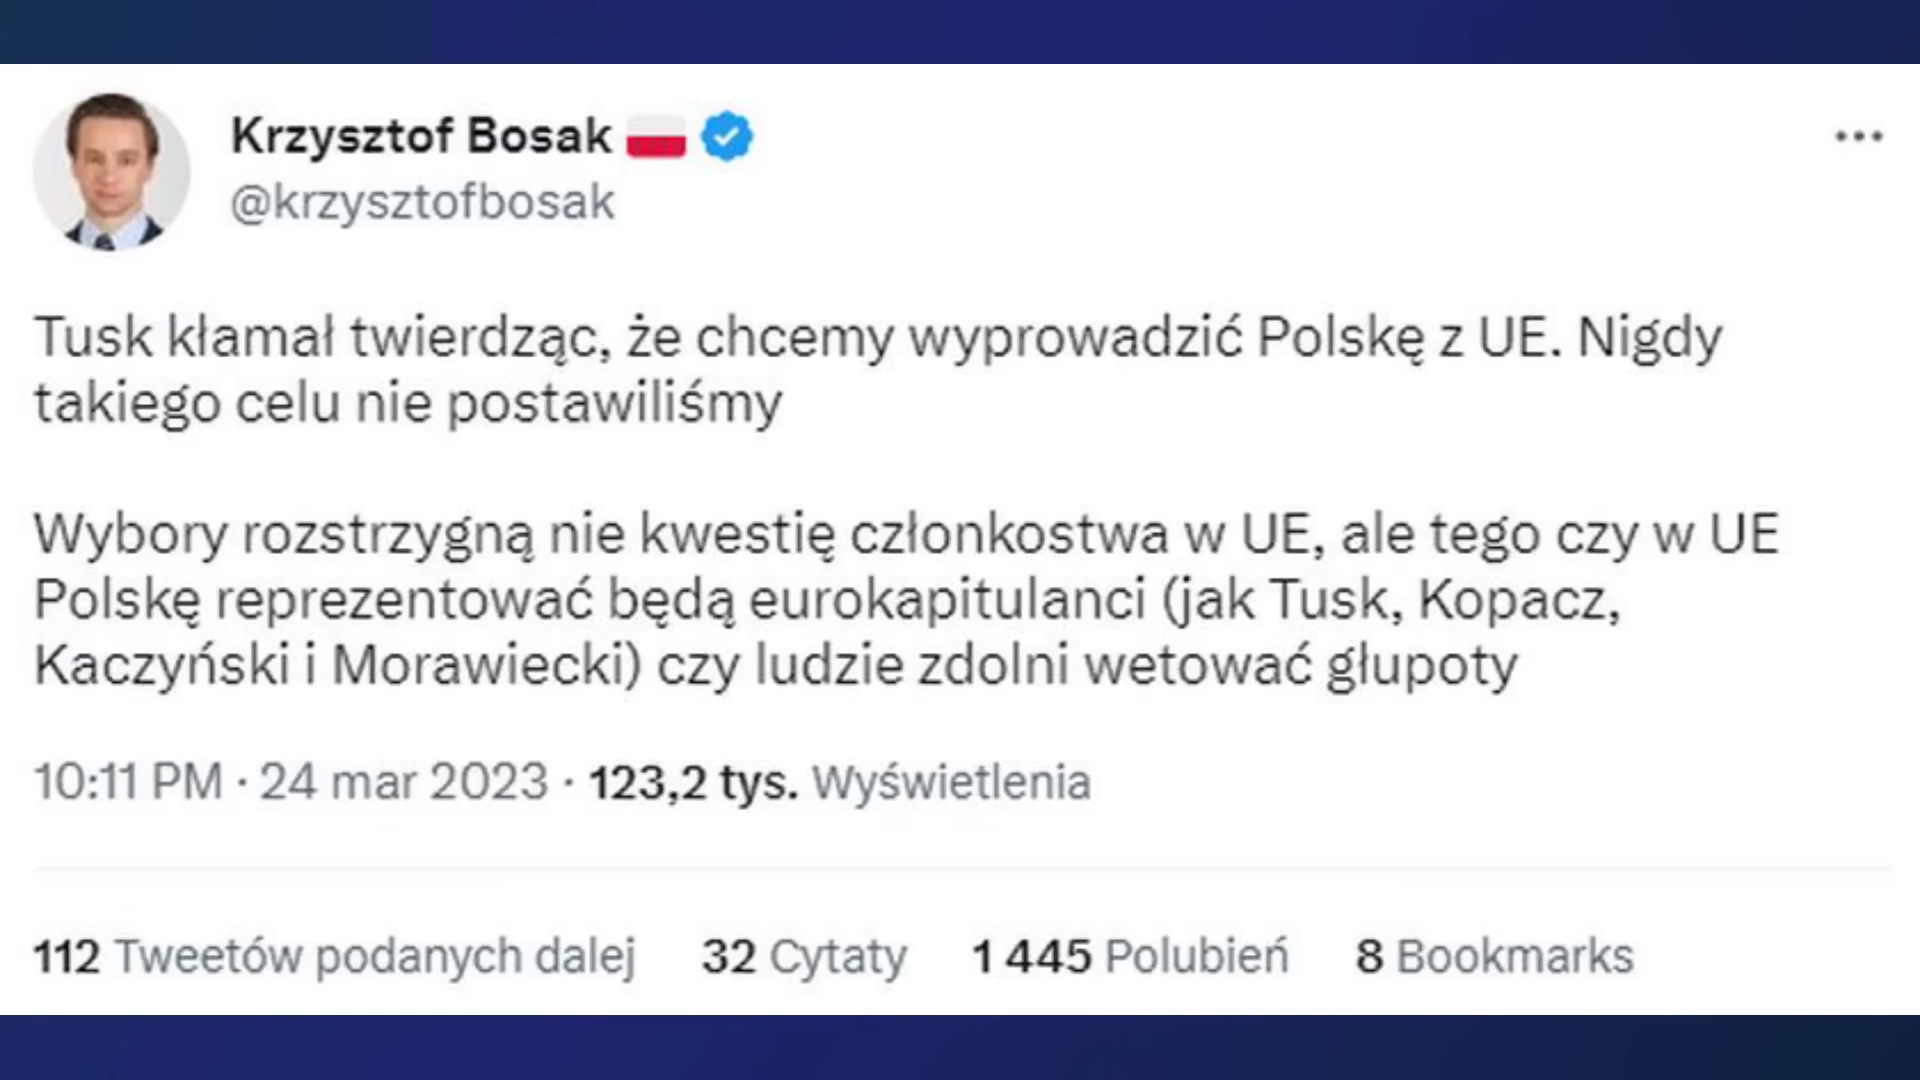 Krzysztof Bosak
@krzysztofbosak
Tusk kłamał twierdząc, że chcemy wyprowadzić Polskę z UE. Nigdy
takiego celu nie postawiliśmy
Wybory rozstrzygną nie kwestię członkostwa w UE, ale tego czy w UE
Polskę reprezentować będą eurokapitulanci (jak Tusk, Kopacz,
Kaczyński i Morawiecki) czy ludzie zdolni wetować głupoty
10:11 PM · 24 mar 2023 · 123,2 tys. Wyświetlenia
112 Tweetów podanych dalej 32 Cytaty 1 445 Polubień 8 Bookmarks